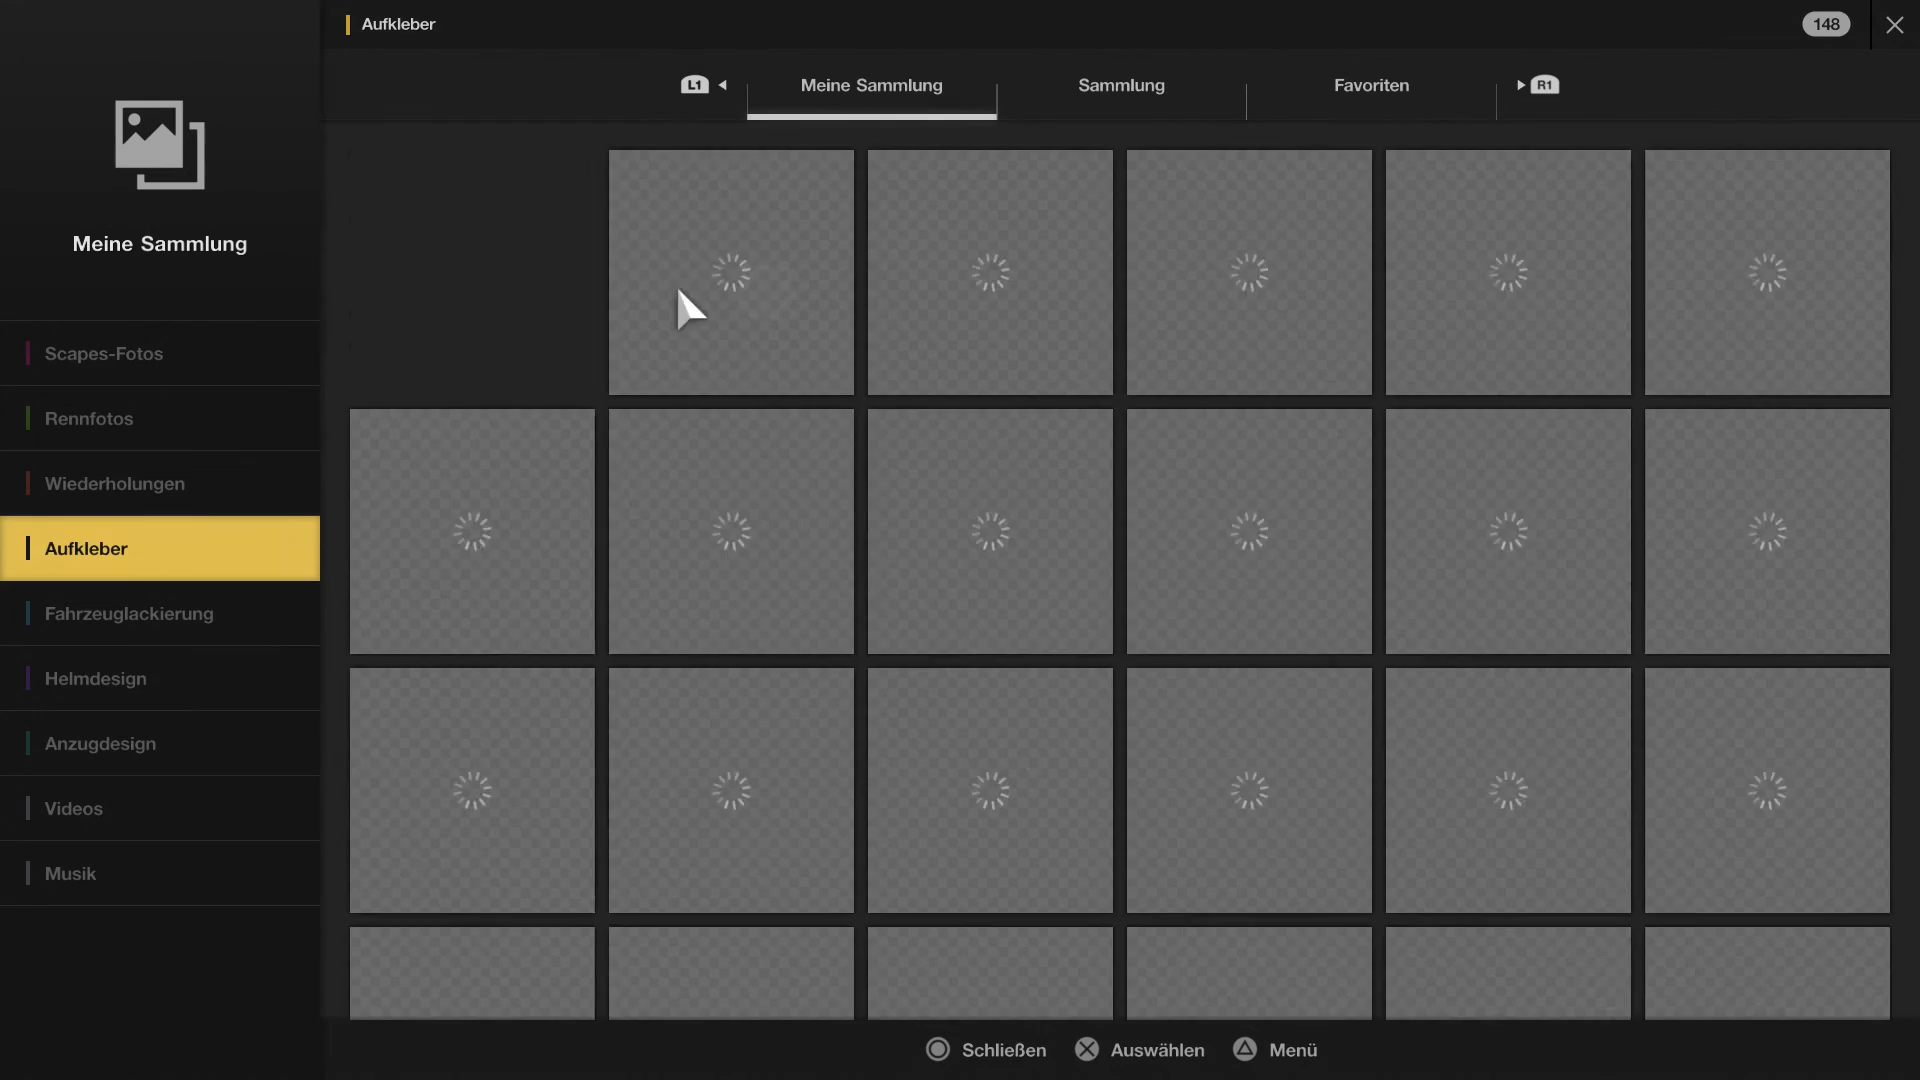 Aufkleber
148
L1
Meine Sammlung
Sammlung
Favoriten
R1
Meine Sammlung
Scapes-Fotos
Rennfotos
Wiederholungen
Aufkleber
Fahrzeuglackierung
Helmdesign
Anzugdesign
Videos
Musik
Schließen
Auswählen
Menü